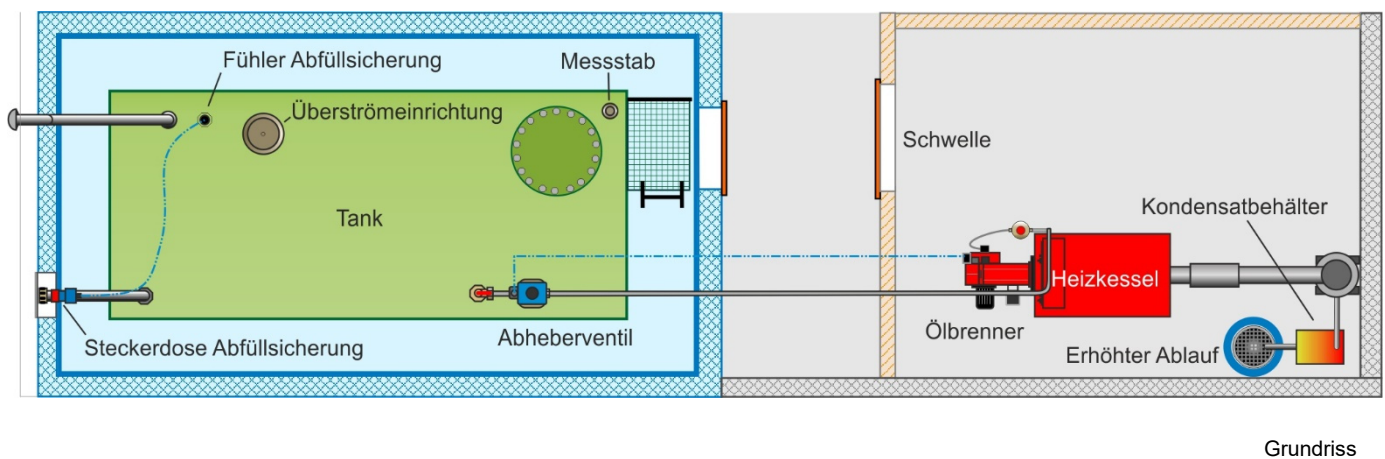 Fühler Abfüllsicherung
Messstab
Überströmeinrichtung
Schwelle
Tank
Kondensatbehälter
Heizkessel
Ölbrenner
Abheberventil
Steckerdose Abfüllsicherung
Erhöhter Ablauf
Grundriss